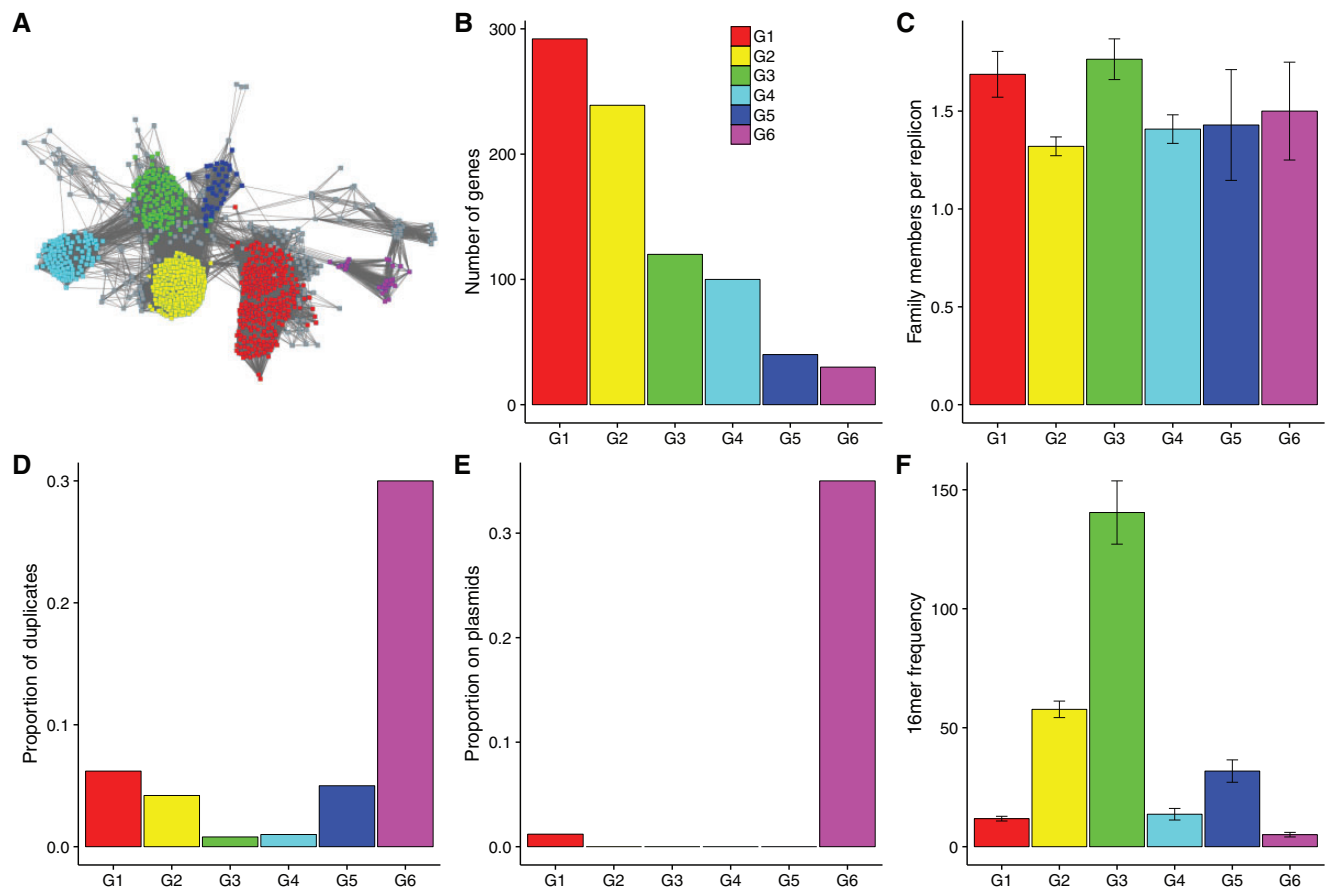 A
B
Number of genes
300
200
100
0
G1
G2
G3
G4
G5
G6
G1 G2 G3 G4 G5 G6
C
Family members per replicon
1.5
1.0
0.5
0.0
G1 G2 G3 G4 G5 G6
D
Proportion of duplicates
0.3
0.2
0.1
0.0
G1 G2 G3 G4 G5 G6
E
Proportion on plasmids
0.3
0.2
0.1
0.0
G1 G2 G3 G4 G5 G6
F
16mer frequency
150
100
50
0
G1 G2 G3 G4 G5 G6